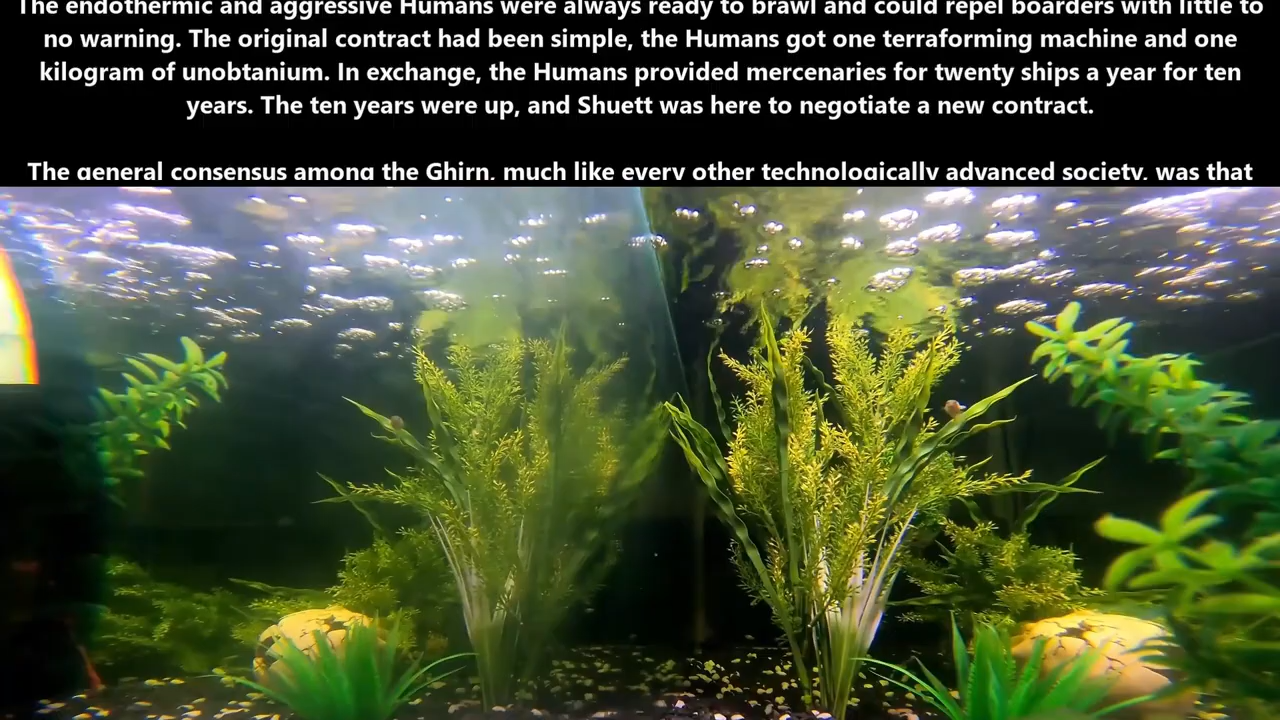 The endothermic and aggressive Humans were always ready to brawl and could repel boarders with little to
no warning. The original contract had been simple, the Humans got one terraforming machine and one
kilogram of unobtanium. In exchange, the Humans provided mercenaries for twenty ships a year for ten
years. The ten years were up, and Shuett was here to negotiate a new contract.
The general consensus among the Ghirn, much like every other technologically advanced society, was that